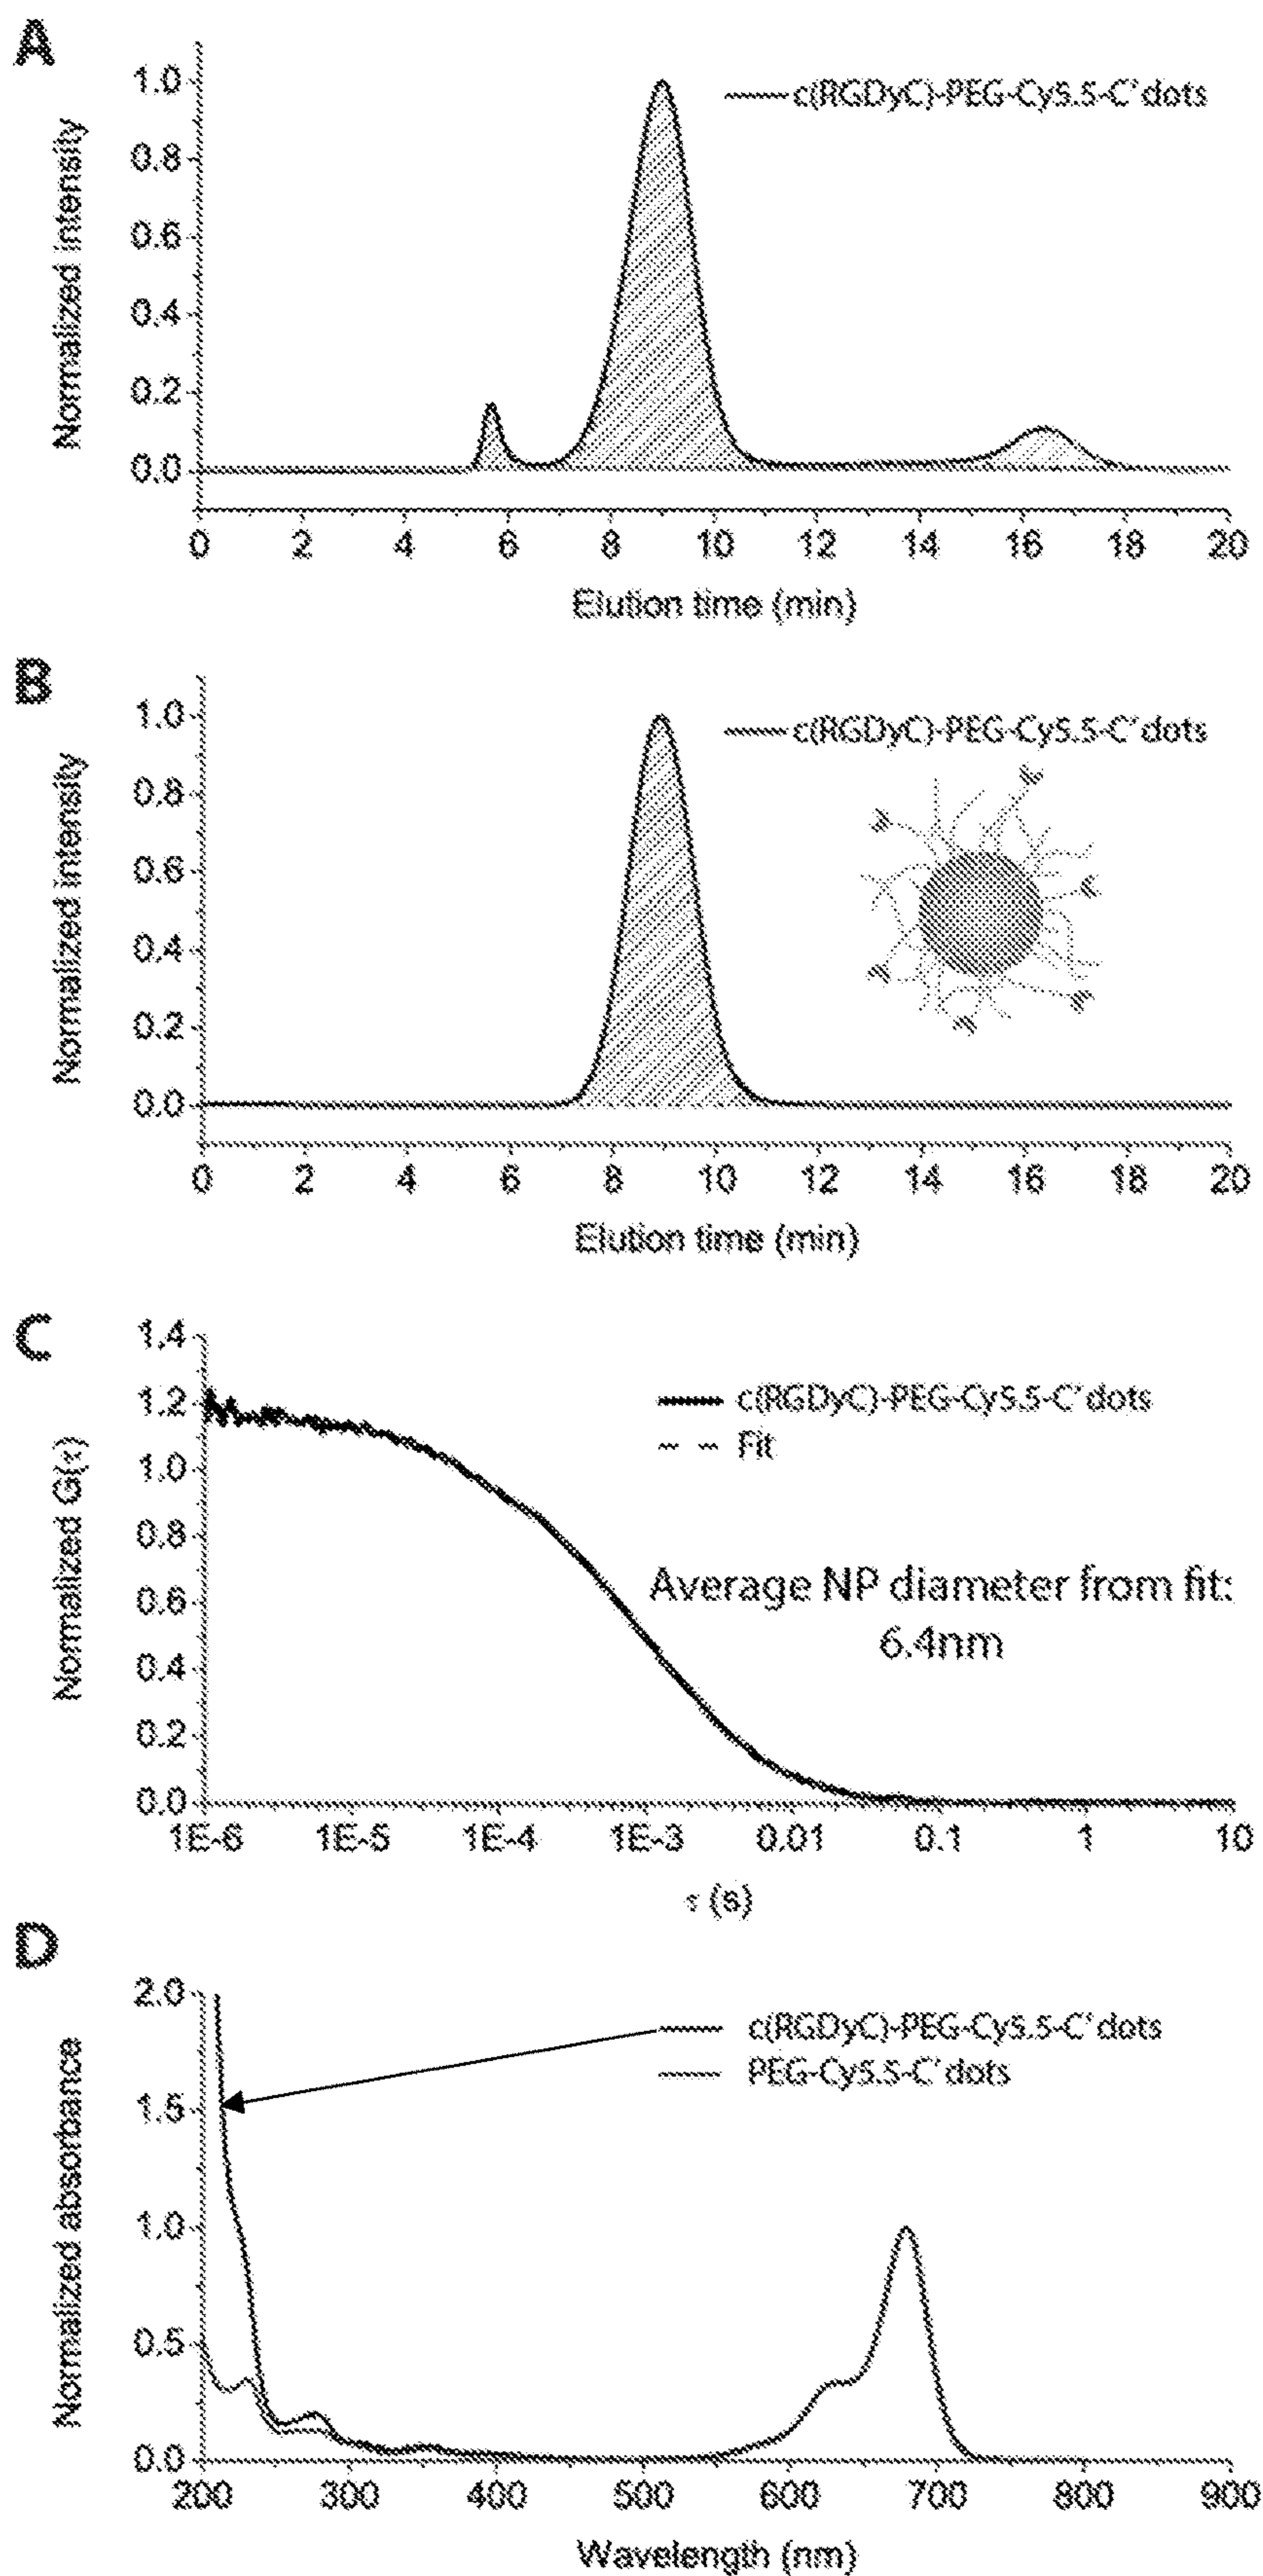 A
c(RGDyC)-PEG-Cy5.5-C'dots
Normalized intensity
1.0
0.8
0.6
0.4
0.2
0.0
0 2 4 6 8 10 12 14 16 18 20
Elution time (min)
B
c(RGDyC)-PEG-Cy5.5-C'dots
Normalized intensity
1.0
0.8
0.6
0.4
0.2
0.0
0 2 4 6 8 10 12 14 16 18 20
Elution time (min)
C
c(RGDyC)-PEG-Cy5.5-C'dots
Fit
Average NP diameter from fit:
6.4nm
Normalized G(τ)
1.4
1.2
1.0
0.8
0.6
0.4
0.2
0.0
1E-6 1E-5 1E-4 1E-3 0.01 0.1 1 10
τ (s)
D
c(RGDyC)-PEG-Cy5.5-C'dots
PEG-Cy5.5-C'dots
Normalized absorbance
2.0
1.5
1.0
0.5
0.0
200 300 400 500 600 700 800 900
Wavelength (nm)